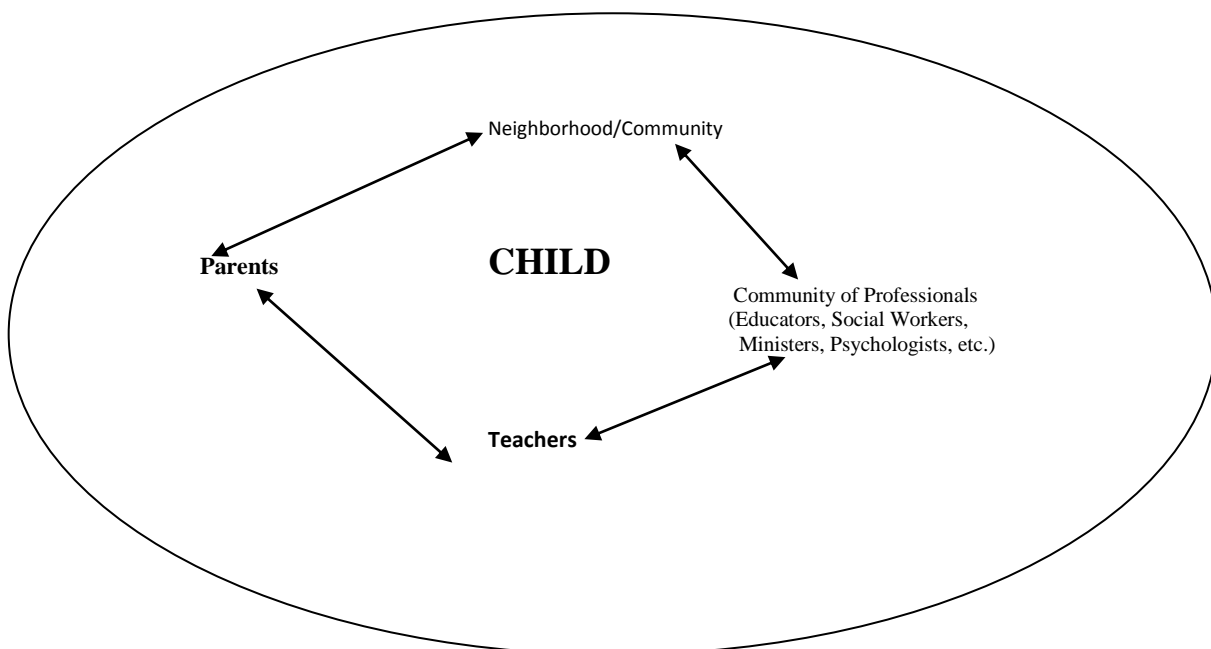 Neighborhood/Community
Parents
CHILD
Community of Professionals
(Educators, Social Workers,
Ministers, Psychologists, etc.)
Teachers